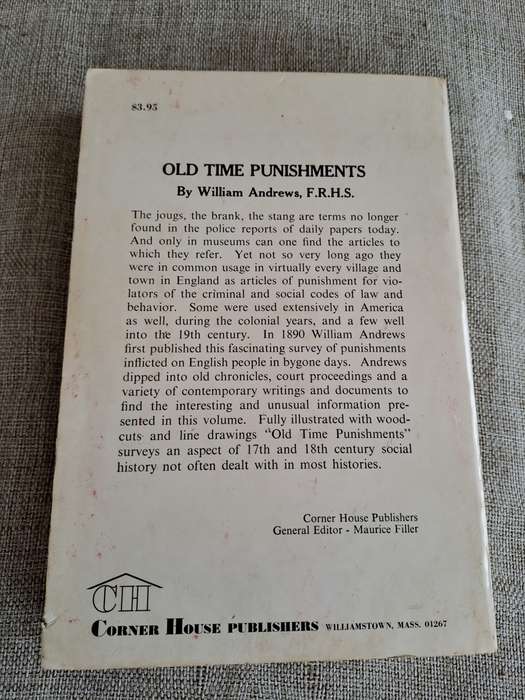 $3.95
OLD TIME PUNISHMENTS
By William Andrews, F.R.H.S.
The jougs, the brank, the stang are terms no longer
found in the police reports of daily papers today.
And only in museums can one find the articles to
which they refer. Yet not so very long ago they
were in common usage in virtually every village and
town in England as articles of punishment for vio-
lators of the criminal and social codes of law and
behavior. Some were used extensively in America
as well, during the colonial years, and a few well
into the 19th century. In 1890 William Andrews
first published this fascinating survey of punishments
inflicted on English people in bygone days. Andrews
dipped into old chronicles, court proceedings and a
variety of contemporary writings and documents to
find the interesting and unusual information pre-
sented in this volume. Fully illustrated with wood-
cuts and line drawings "Old Time Punishments"
surveys an aspect of 17th and 18th century social
history not often dealt with in most histories.
Corner House Publishers
General Editor - Maurice Filler
CH
CORNER HOUSE PUBLISHERS WILLIAMSTOWN, MASS. 01267